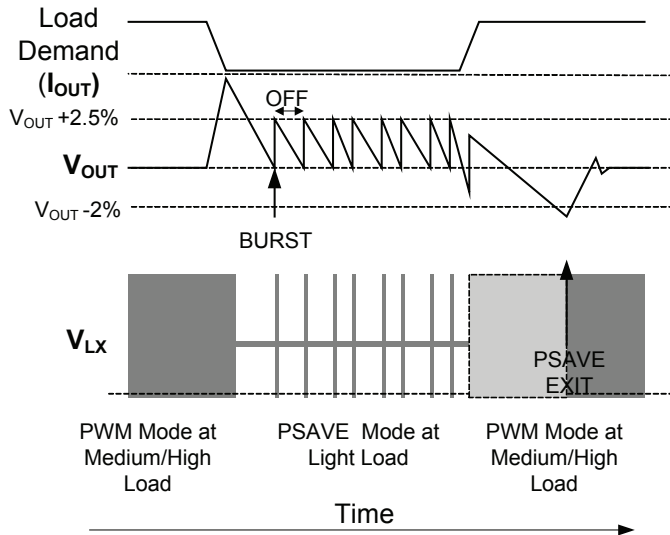 Load
Demand
(IOUT)
OFF
VOUT +2.5%
VOUT
VOUT -2%
BURST
VLX
PSAVE
EXIT
PWM Mode at
Medium/High
Load
PSAVE Mode at
Light Load
PWM Mode at
Medium/High
Load
Time